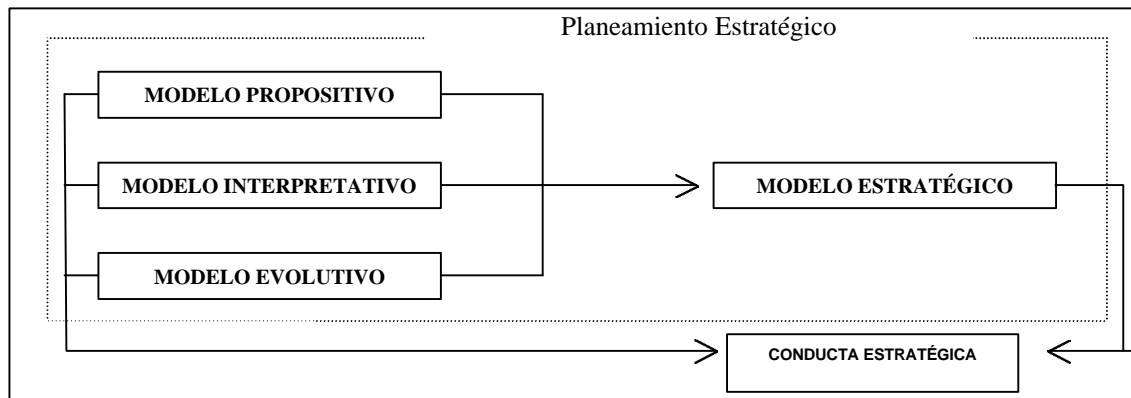 Planeamiento Estratégico
MODELO PROPOSITIVO
MODELO INTERPRETATIVO
MODELO ESTRATÉGICO
MODELO EVOLUTIVO
CONDUCTA ESTRATÉGICA